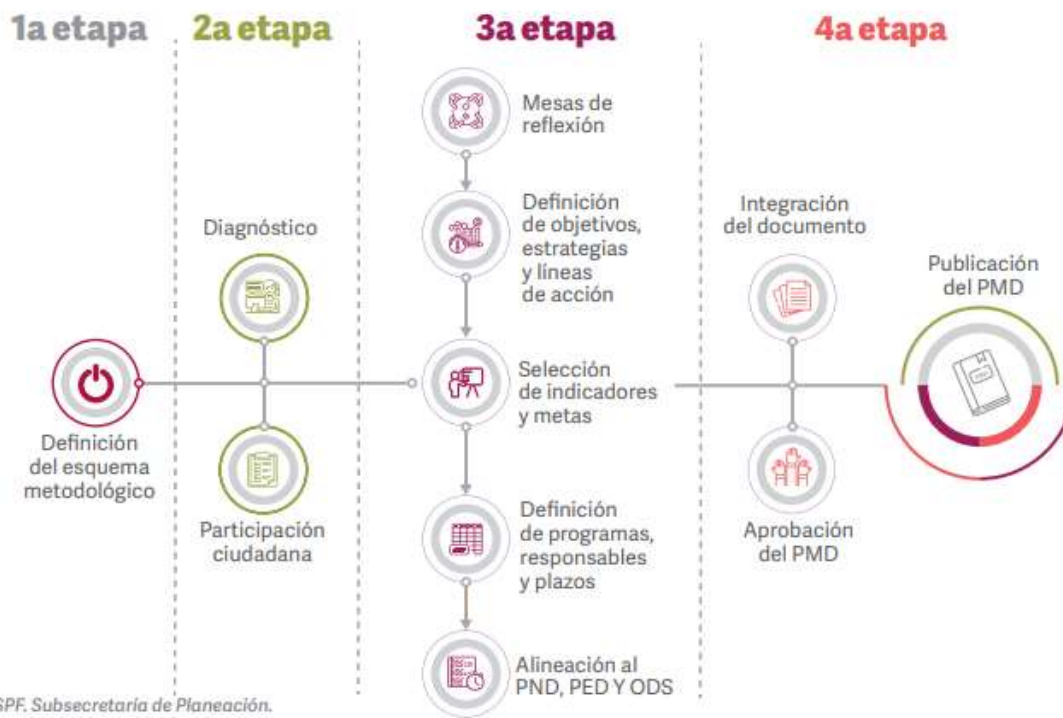 1a etapa
2a etapa
3a etapa
4a etapa
Definición
del esquema
metodológico
Diagnóstico
Participación
ciudadana
Mesas de
reflexión
Definición
de objetivos,
estrategias
y líneas
de acción
Selección
de indicadores
y metas
Definición
de programas,
responsables
y plazos
Alineación al
PND, PED Y ODS
Integración
del documento
Aprobación
del PMD
Publicación
del PMD
SPF. Subsecretaría de Planeación.